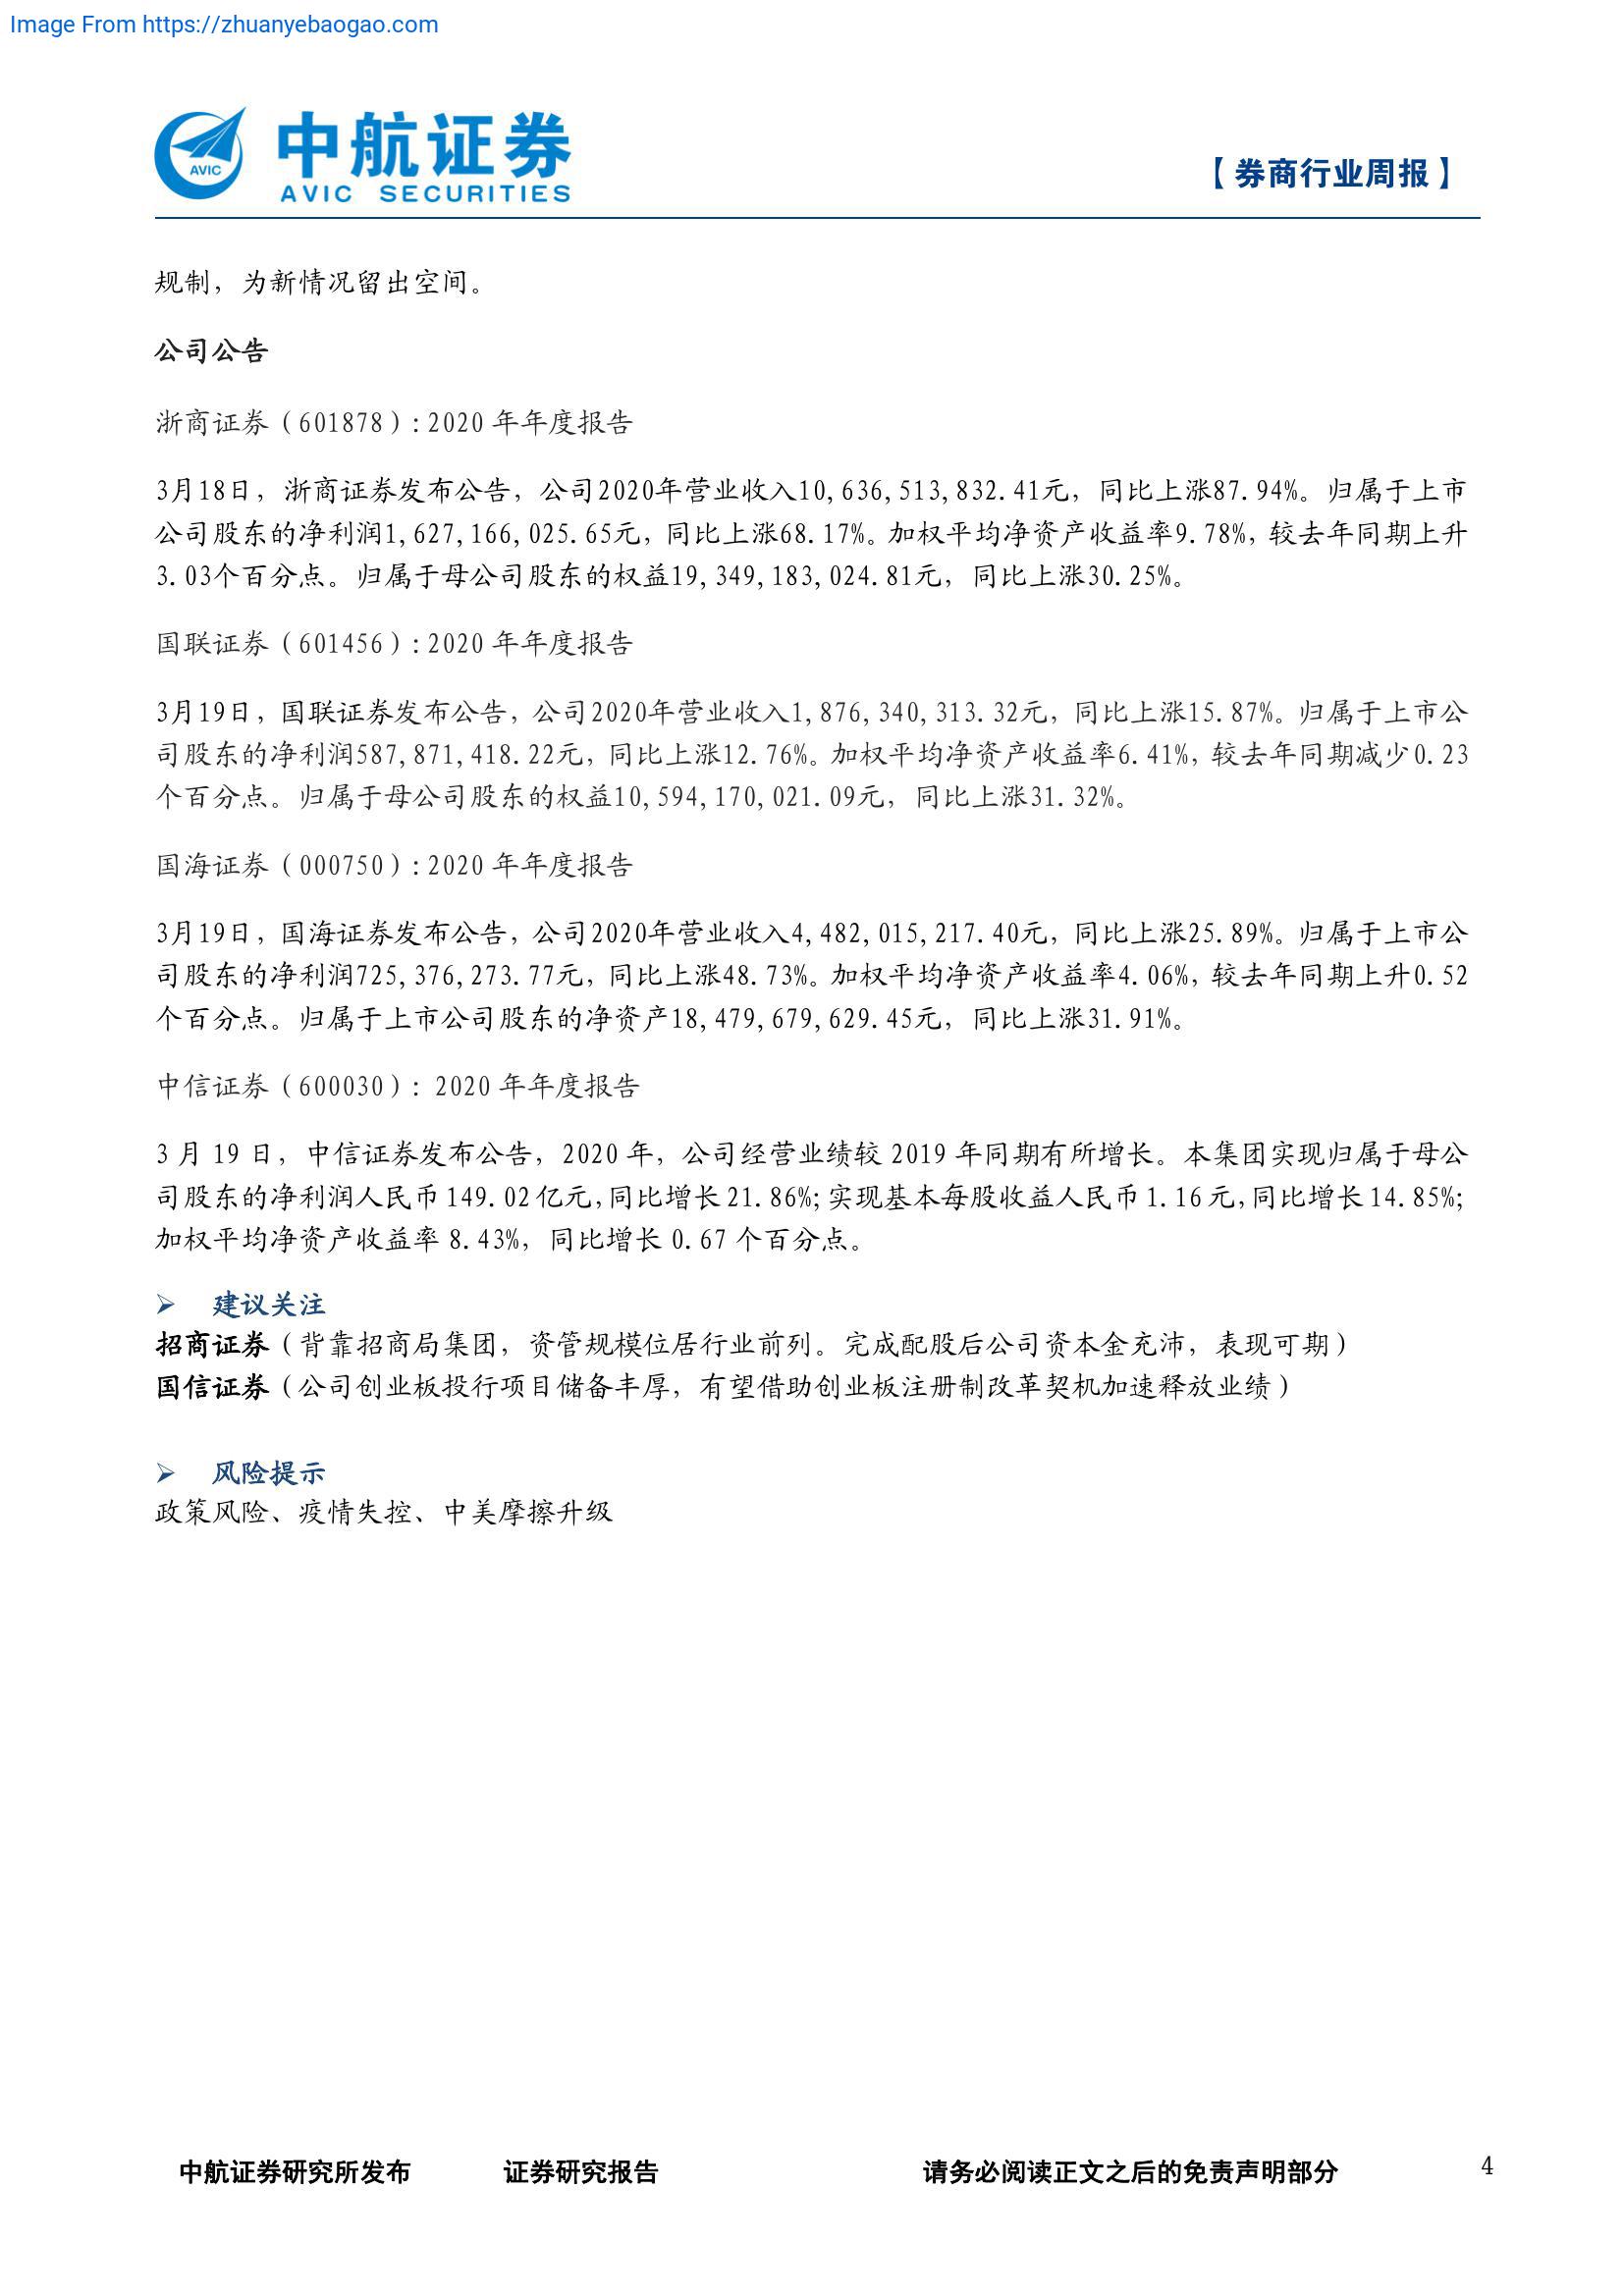 Image From https://zhuanyebaogao.com
中航证券
AVIC SECURITIES
AVIC
【券商行业周报】
规制，为新情况留出空间。
公司公告
浙商证券（601878）：2020 年年度报告
3月18日，浙商证券发布公告，公司2020年营业收入10,636,513,832.41元，同比上涨87.94%。归属于上市
公司股东的净利润1,627,166,025.65元，同比上涨68.17%。加权平均净资产收益率9.78%，较去年同期上升
3.03个百分点。归属于母公司股东的权益19,349,183,024.81元，同比上涨30.25%。
国联证券（601456）：2020 年年度报告
3月19日，国联证券发布公告，公司2020年营业收入1,876,340,313.32元，同比上涨15.87%。归属于上市公
司股东的净利润587,871,418.22元，同比上涨12.76%。加权平均净资产收益率6.41%，较去年同期减少0.23
个百分点。归属于母公司股东的权益10,594,170,021.09元，同比上涨31.32%。
国海证券（000750）：2020 年年度报告
3月19日，国海证券发布公告，公司2020年营业收入4,482,015,217.40元，同比上涨25.89%。归属于上市公
司股东的净利润725,376,273.77元，同比上涨48.73%。加权平均净资产收益率4.06%，较去年同期上升0.52
个百分点。归属于上市公司股东的净资产18,479,679,629.45元，同比上涨31.91%。
中信证券（600030）：2020 年年度报告
3 月 19 日，中信证券发布公告，2020 年，公司经营业绩较 2019 年同期有所增长。本集团实现归属于母公
司股东的净利润人民币 149.02 亿元，同比增长 21.86%；实现基本每股收益人民币 1.16 元，同比增长 14.85%；
加权平均净资产收益率 8.43%，同比增长 0.67 个百分点。
➢ 建议关注
招商证券（背靠招商局集团，资管规模位居行业前列。完成配股后公司资本金充沛，表现可期）
国信证券（公司创业板投行项目储备丰厚，有望借助创业板注册制改革契机加速释放业绩）
➢ 风险提示
政策风险、疫情失控、中美摩擦升级
中航证券研究所发布 证券研究报告 请务必阅读正文之后的免责声明部分 4